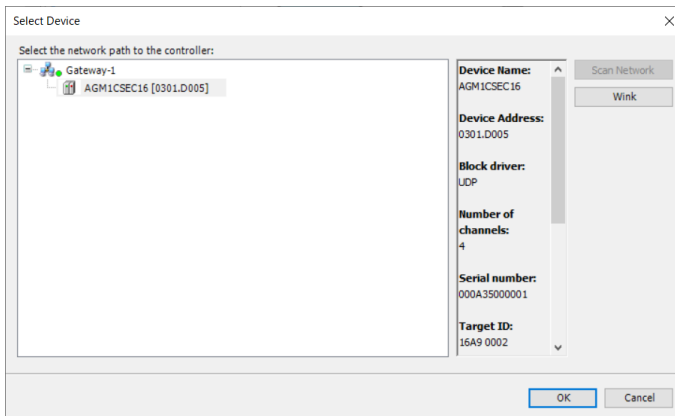 Select Device
Select the network path to the controller:
Gateway-1
AGM1CSEC16 [0301.D005]
Device Name:
AGM1CSEC16
Device Address:
0301.D005
Block driver:
UDP
Number of
channels:
4
Serial number:
000A35000001
Target ID:
16A9 0002
Scan Network
Wink
OK
Cancel